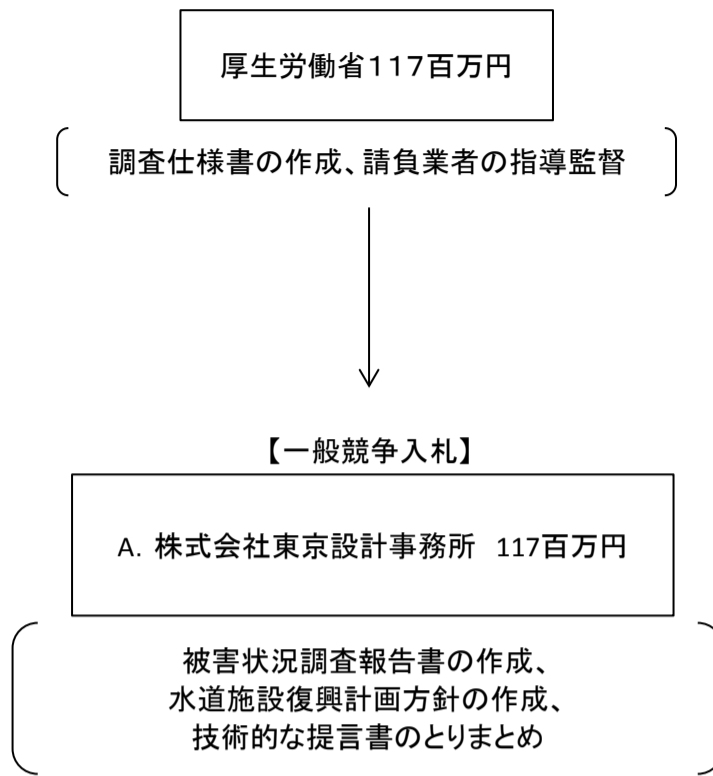 厚生労働省117百万円
調査仕様書の作成、請負業者の指導監督
【一般競争入札】
A. 株式会社東京設計事務所 117百万円
被害状況調査報告書の作成、
水道施設復興計画方針の作成、
技術的な提言書のとりまとめ